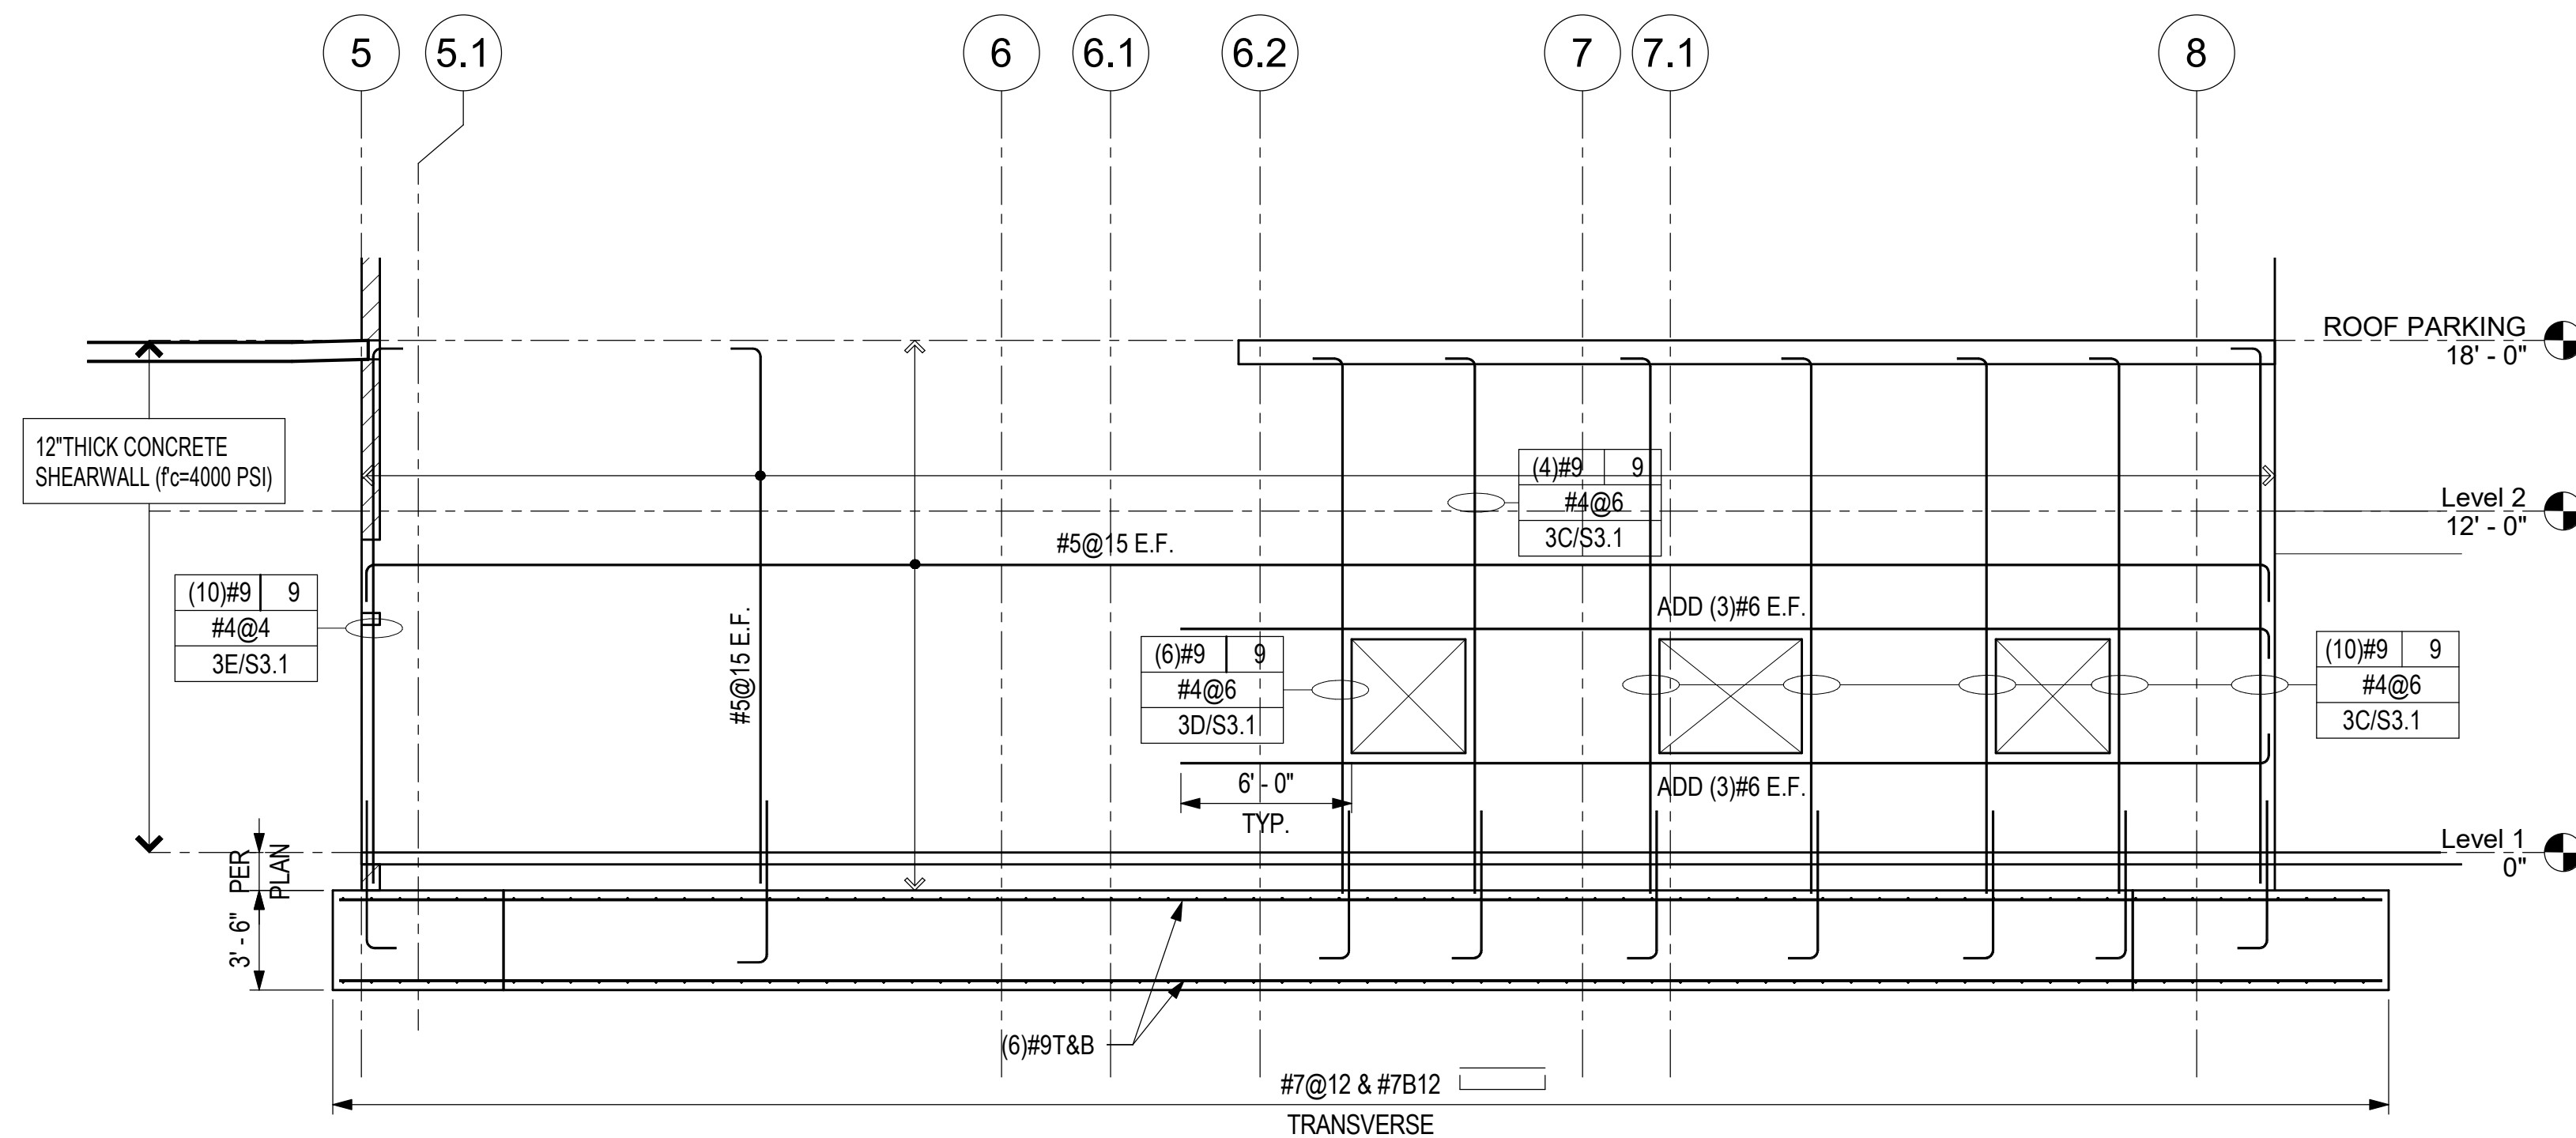 5
5.1
6
6.1
6.2
7
7.1
8
ROOF PARKING
18' - 0"
12"THICK CONCRETE
SHEARWALL (f'c=4000 PSI)
(4)#9 9
#4@6
3C/S3.1
Level 2
12' - 0"
#5@15 E.F.
(10)#9 9
#4@4
3E/S3.1
#5@15 E.F.
ADD (3)#6 E.F.
(6)#9 9
#4@6
3D/S3.1
(10)#9 9
#4@6
3C/S3.1
6' - 0"
TYP.
ADD (3)#6 E.F.
Level 1
0"
PER
PLAN
3' - 6"
(6)#9T&B
#7@12 & #7B12
TRANSVERSE